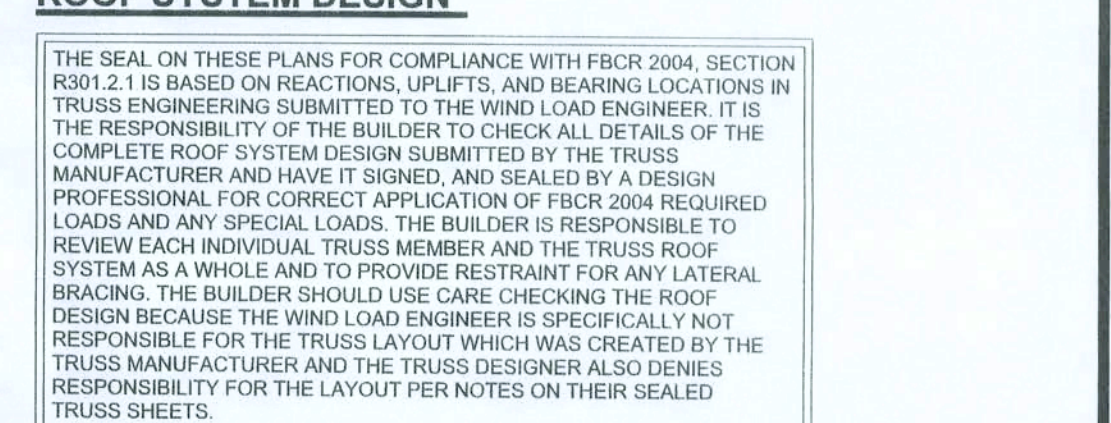 ROOF SYSTEM DESIGN
THE SEAL ON THESE PLANS FOR COMPLIANCE WITH FBCR 2004, SECTION
R301.2.1 IS BASED ON REACTIONS, UPLIFTS, AND BEARING LOCATIONS IN
TRUSS ENGINEERING SUBMITTED TO THE WIND LOAD ENGINEER. IT IS
THE RESPONSIBILITY OF THE BUILDER TO CHECK ALL DETAILS OF THE
COMPLETE ROOF SYSTEM DESIGN SUBMITTED BY THE TRUSS
MANUFACTURER AND HAVE IT SIGNED, AND SEALED BY A DESIGN
PROFESSIONAL FOR CORRECT APPLICATION OF FBCR 2004 REQUIRED
LOADS AND ANY SPECIAL LOADS. THE BUILDER IS RESPONSIBLE TO
REVIEW EACH INDIVIDUAL TRUSS MEMBER AND THE TRUSS ROOF
SYSTEM AS A WHOLE AND TO PROVIDE RESTRAINT FOR ANY LATERAL
BRACING. THE BUILDER SHOULD USE CARE CHECKING THE ROOF
DESIGN BECAUSE THE WIND LOAD ENGINEER IS SPECIFICALLY NOT
RESPONSIBLE FOR THE TRUSS LAYOUT WHICH WAS CREATED BY THE
TRUSS MANUFACTURER AND THE TRUSS DESIGNER ALSO DENIES
RESPONSIBILITY FOR THE LAYOUT PER NOTES ON THEIR SEALED
TRUSS SHEETS.